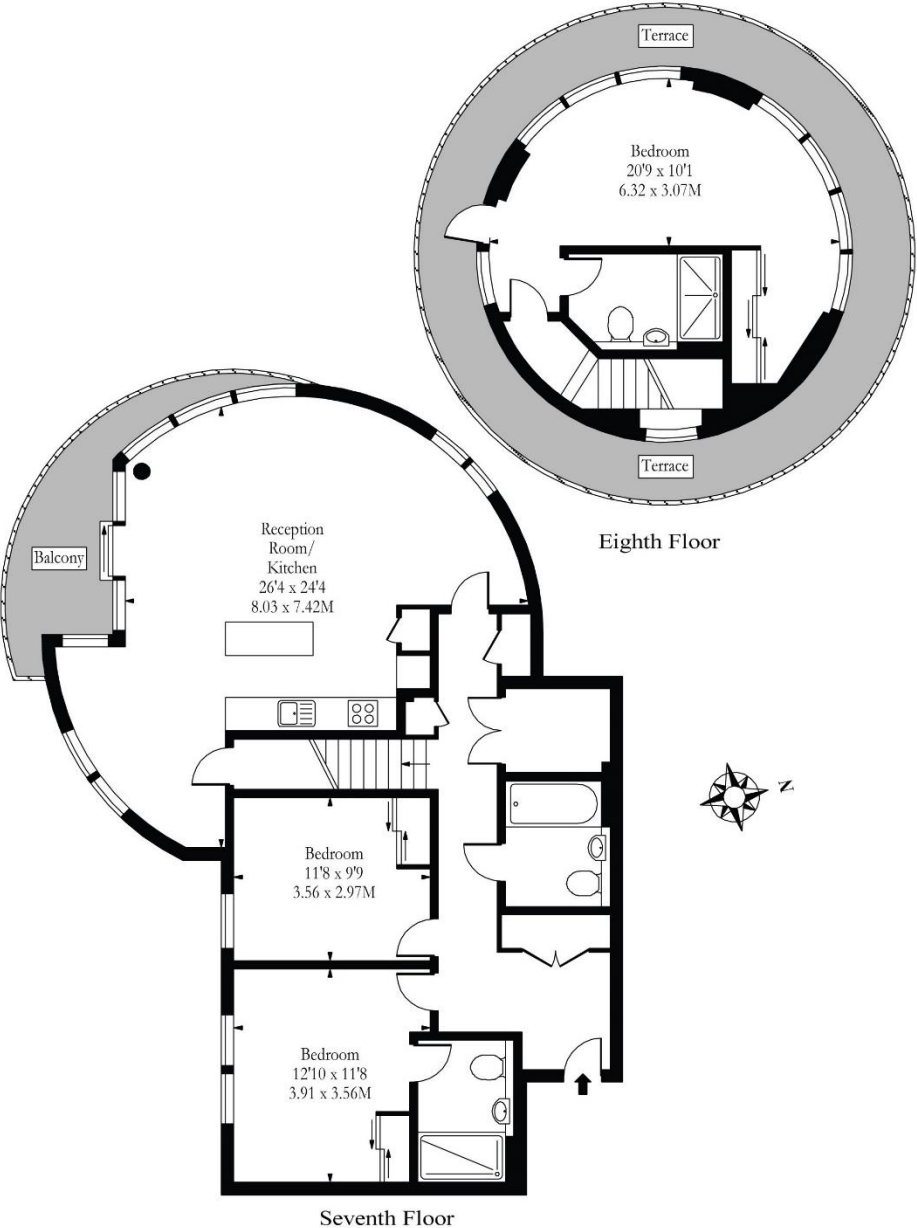 Terrace
Bedroom
20'9 x 10'1
6.32 x 3.07M
Terrace
Eighth Floor
Reception
Room/
Kitchen
26'4 x 24'4
8.03 x 7.42M
Balcony
N
Bedroom
11'8 x 9'9
3.56 x 2.97M
Bedroom
12'10 x 11'8
3.91 x 3.56M
Seventh Floor